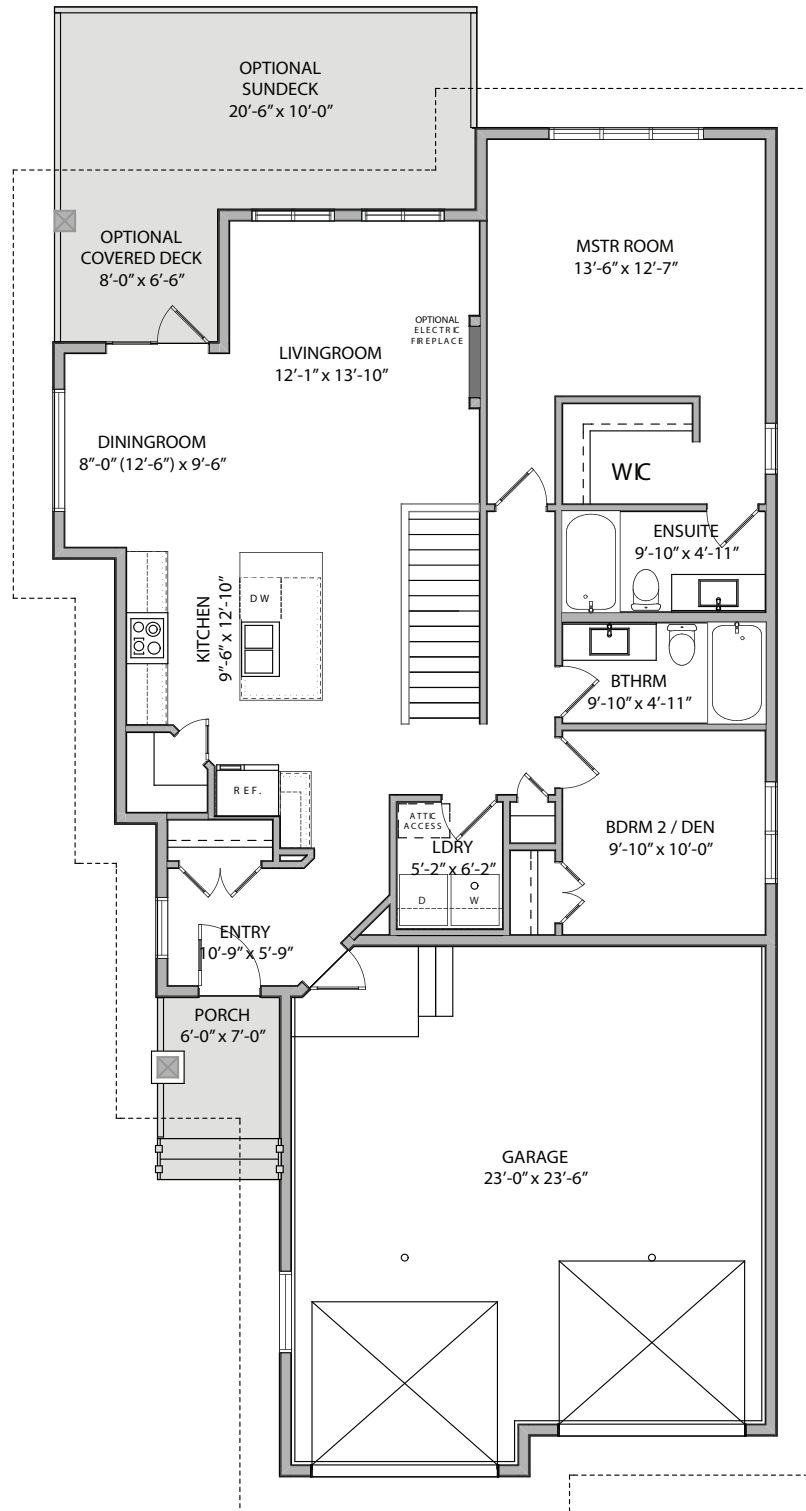 OPTIONAL
SUNDECK
20'-6" x 10'-0"
OPTIONAL
COVERED DECK
8'-0" x 6'-6"
MSTR ROOM
13'-6" x 12'-7"
OPTIONAL
ELECTRIC
FIREPLACE
LIVINGROOM
12'-1" x 13'-10"
DININGROOM
8"-0" (12'-6") x 9'-6"
WIC
ENSUITE
9'-10" x 4'-11"
DW
KITCHEN
9"-6" x 12'-10"
BTHRM
9'-10" x 4'-11"
REF.
ATTIC
ACCESS
LDRY
5'-2" x 6'-2"
D
W
BDRM 2 / DEN
9'-10" x 10'-0"
ENTRY
10'-9" x 5'-9"
PORCH
6'-0" x 7'-0"
GARAGE
23'-0" x 23'-6"